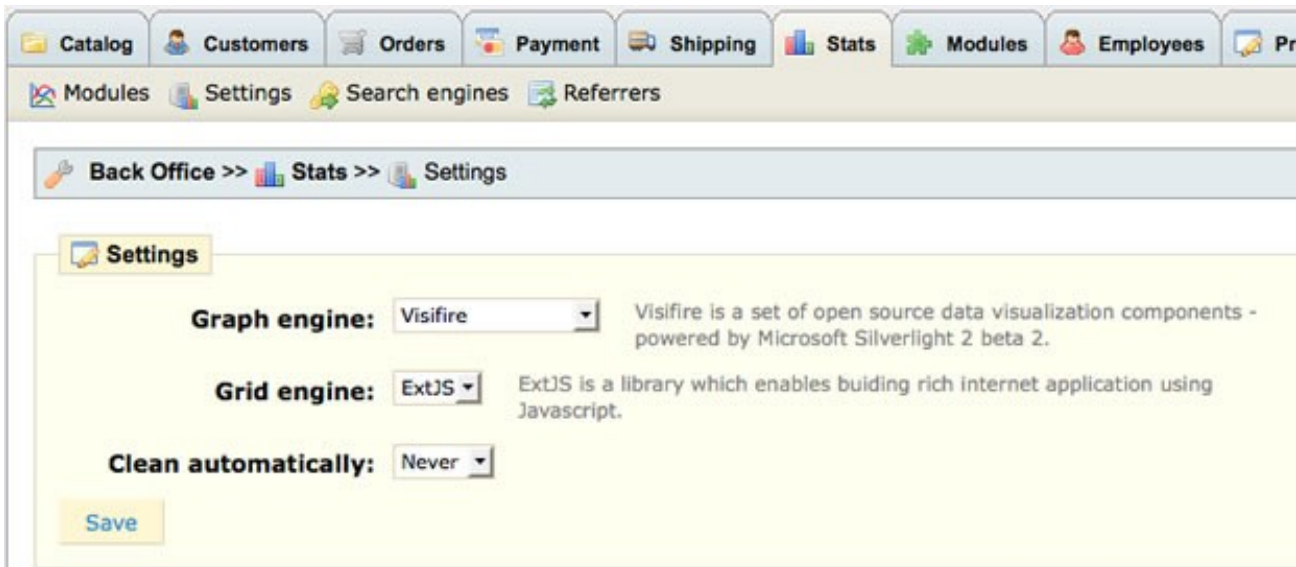 Catalog Customers Orders Payment Shipping Stats Modules Employees Pr
Modules Settings Search engines Referrers
Back Office >> Stats >> Settings
Settings
Graph engine: Visifire Visifire is a set of open source data visualization components -
powered by Microsoft Silverlight 2 beta 2.
Grid engine: ExtJS ExtJS is a library which enables buiding rich internet application using
Javascript.
Clean automatically: Never
Save